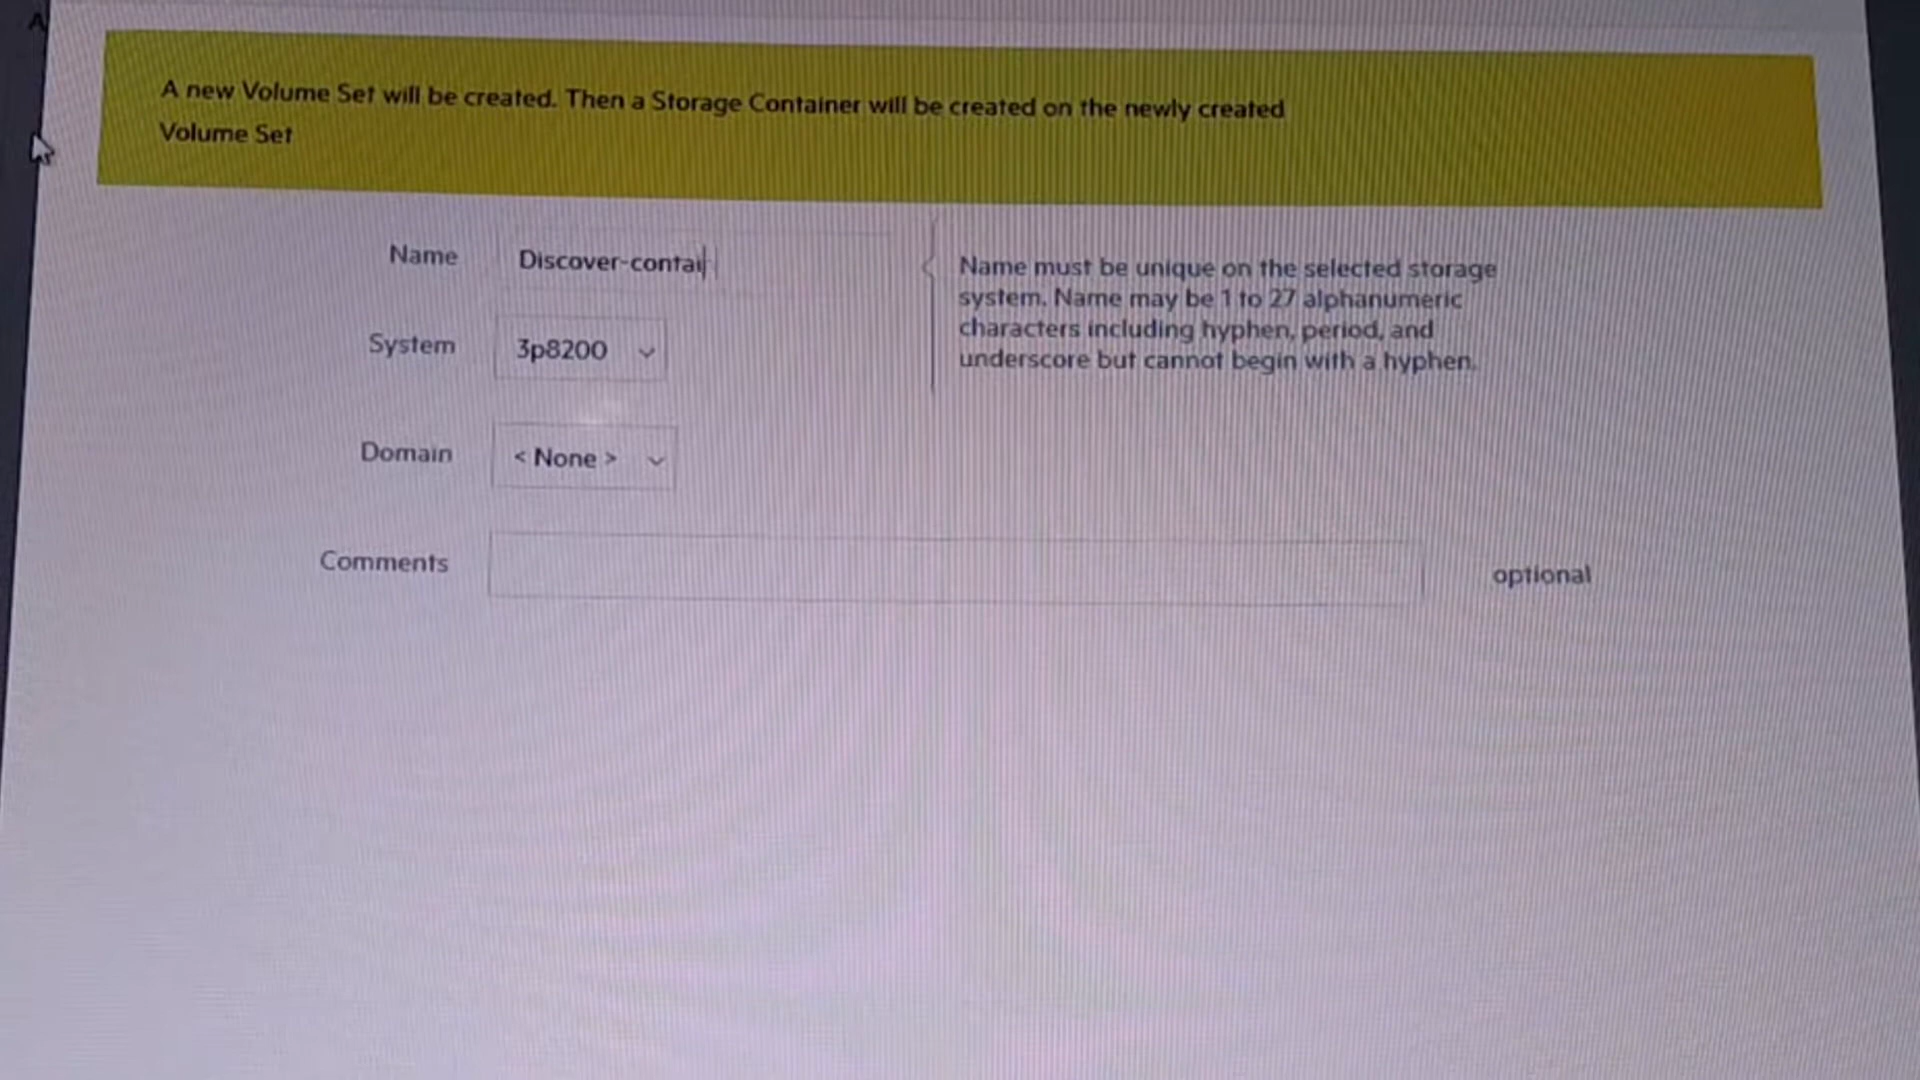 A new Volume Set will be created. Then a Storage Container will be created on the newly created
Volume Set
Name
Discover-contai
Name must be unique on the selected storage
system. Name may be 1 to 27 alphanumeric
characters including hyphen, period, and
underscore but cannot begin with a hyphen.
System
3p8200
Domain
< None >
Comments
optional